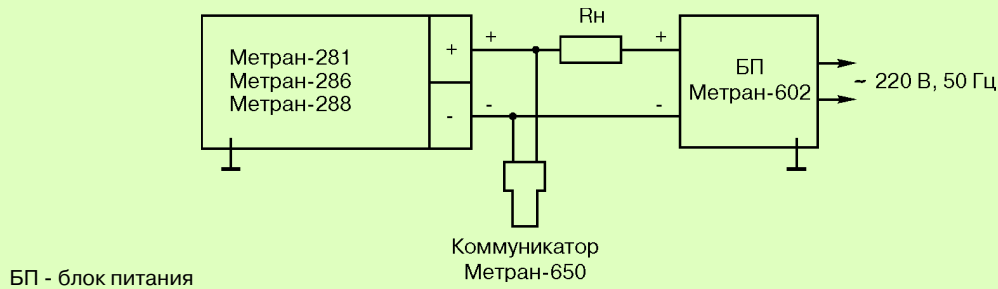 Rн
Метран-281
Метран-286
Метран-288
+
-
+
-
+
-
БП
Метран-602
~ 220 В, 50 Гц
Коммуникатор
Метран-650
БП - блок питания